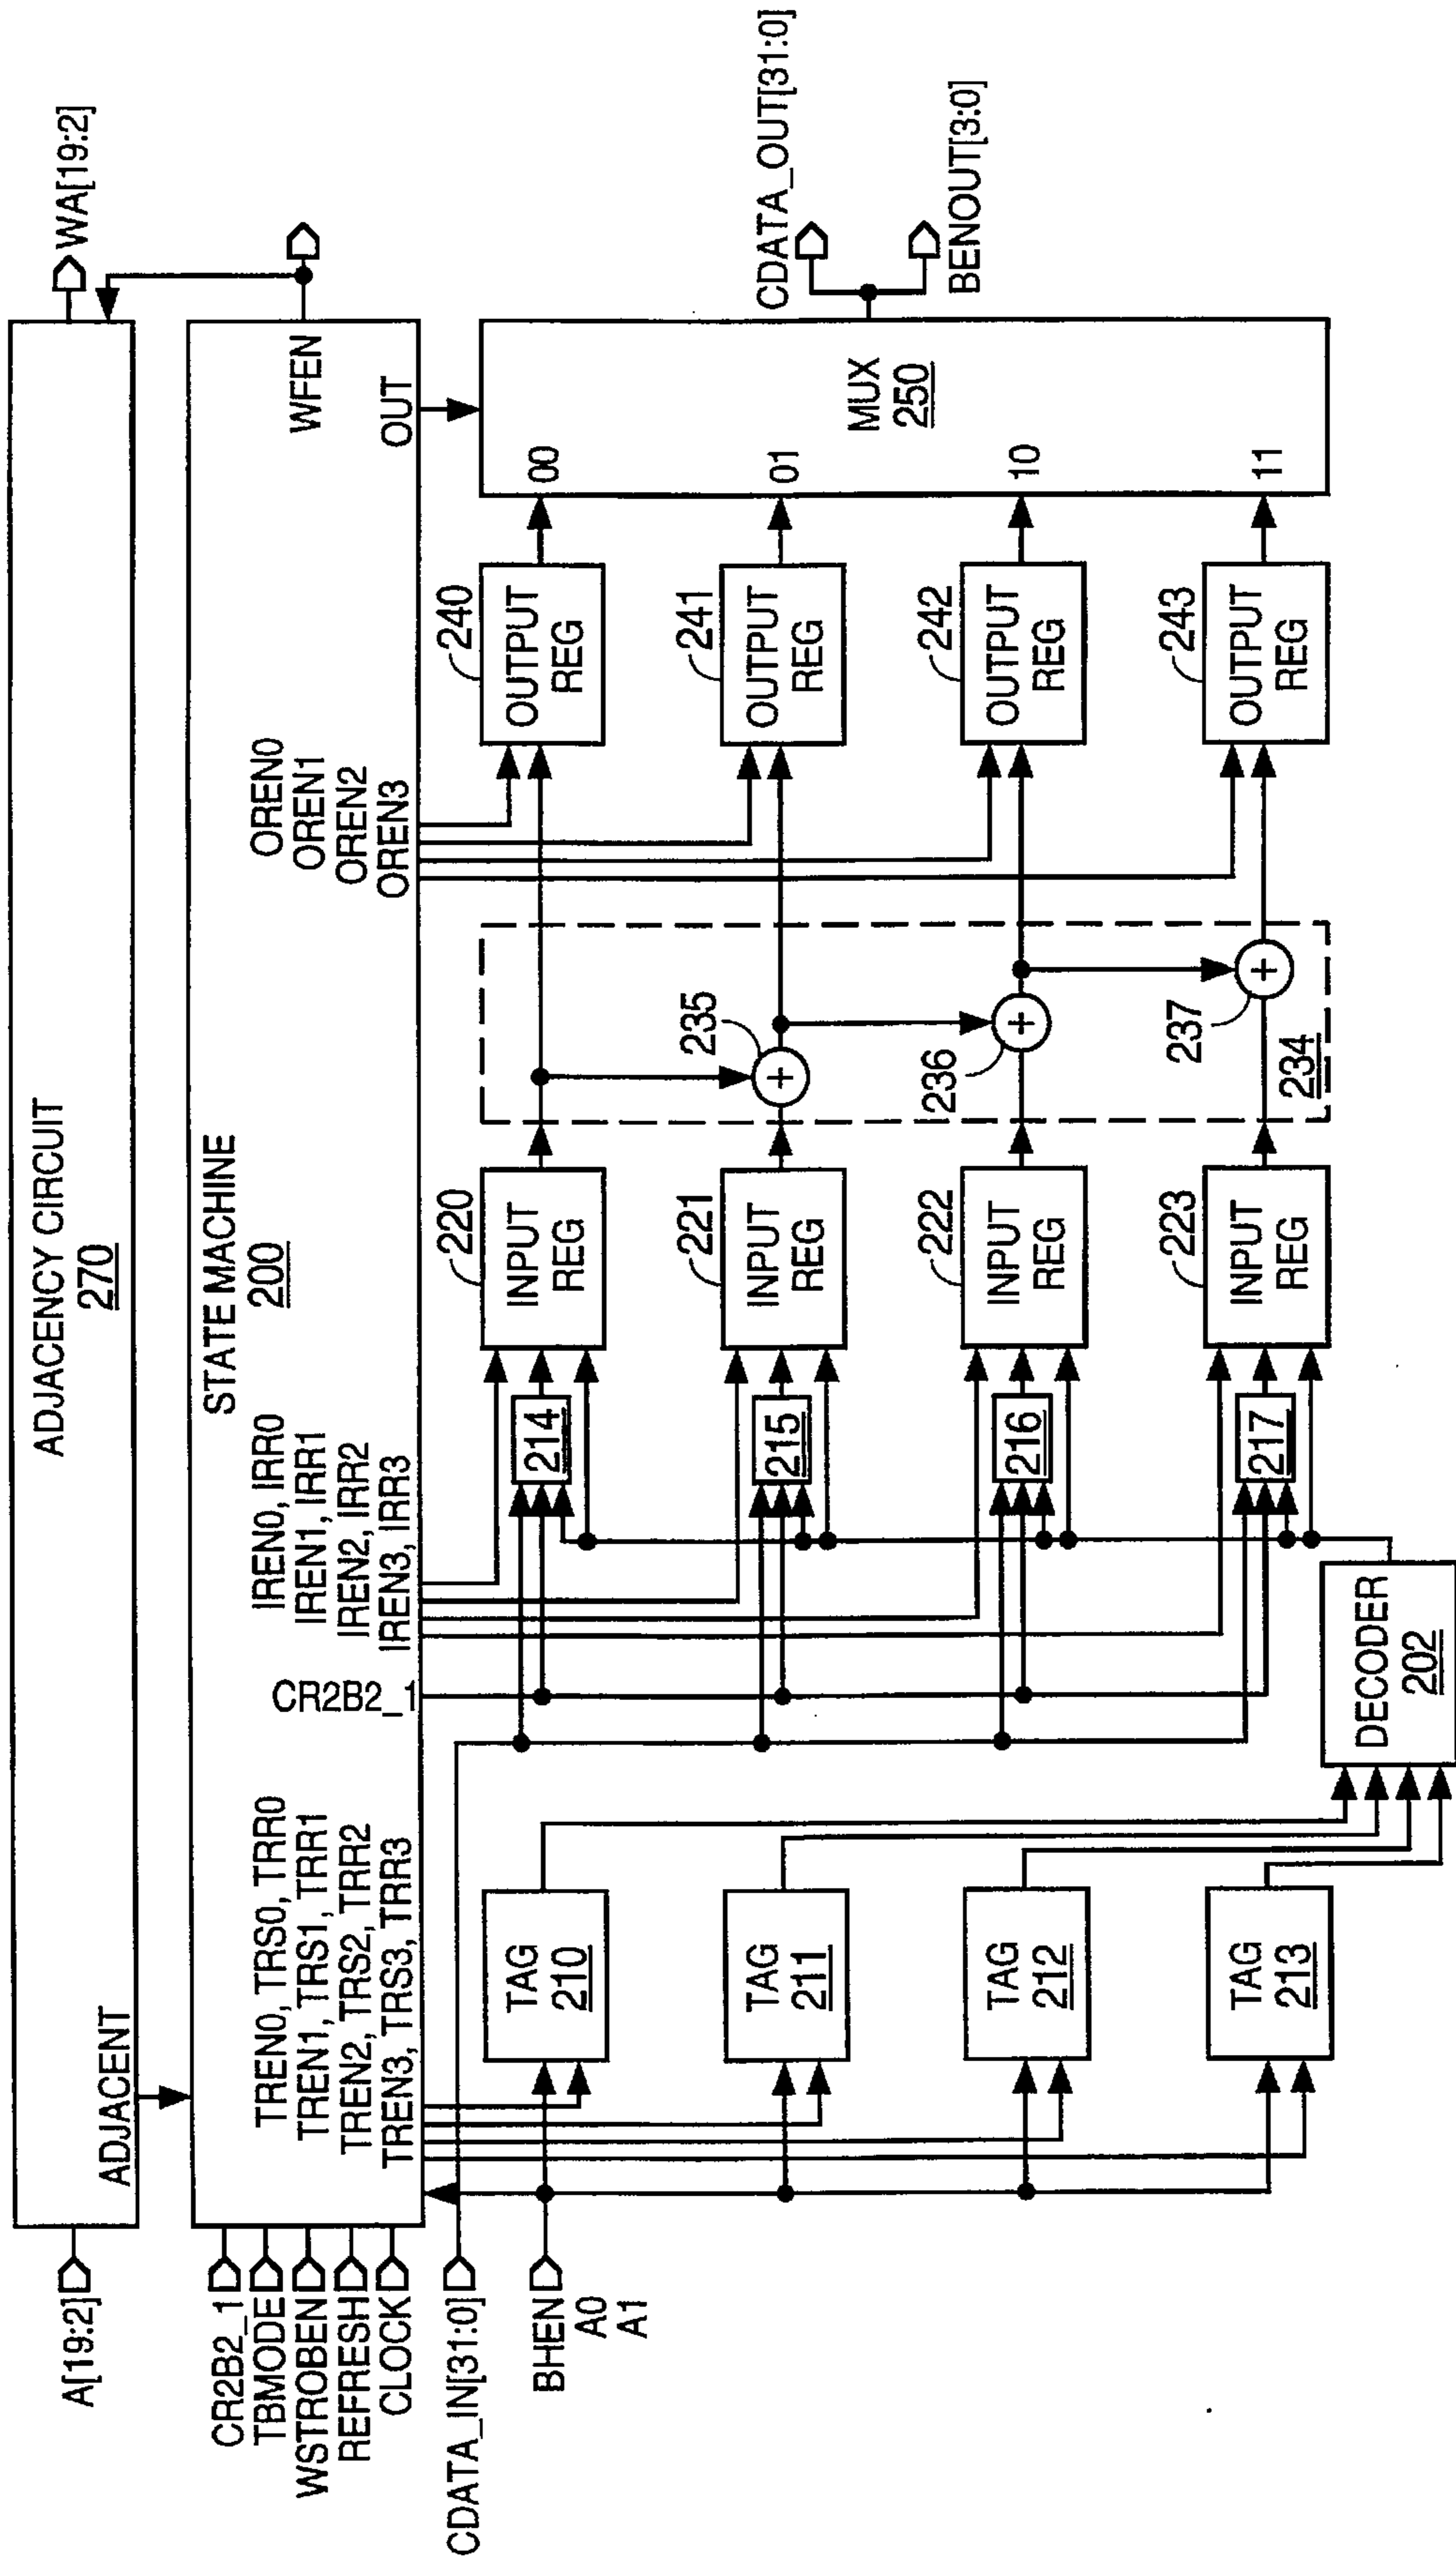 A[19:2]
ADJACENT
ADJACENCY CIRCUIT
270
WA[19:2]
CR2B2_1
TBMODE
WSTROBEN
REFRESH
CLOCK
STATE MACHINE
200
WFEN
OUT
TREN0, TRS0, TRR0
TREN1, TRS1, TRR1
TREN2, TRS2, TRR2
TREN3, TRS3, TRR3
CR2B2_1
IREN0, IRR0
IREN1, IRR1
IREN2, IRR2
IREN3, IRR3
OREN0
OREN1
OREN2
OREN3
CDATA_IN[31:0]
BHEN
A0
A1
TAG
210
214
220
INPUT
REG
240
OUTPUT
REG
00
TAG
211
215
221
INPUT
REG
235
+
241
OUTPUT
REG
01
MUX
250
CDATA_OUT[31:0]
BENOUT[3:0]
TAG
212
216
222
INPUT
REG
236
+
242
OUTPUT
REG
10
TAG
213
217
223
INPUT
REG
237
+
234
243
OUTPUT
REG
11
DECODER
202